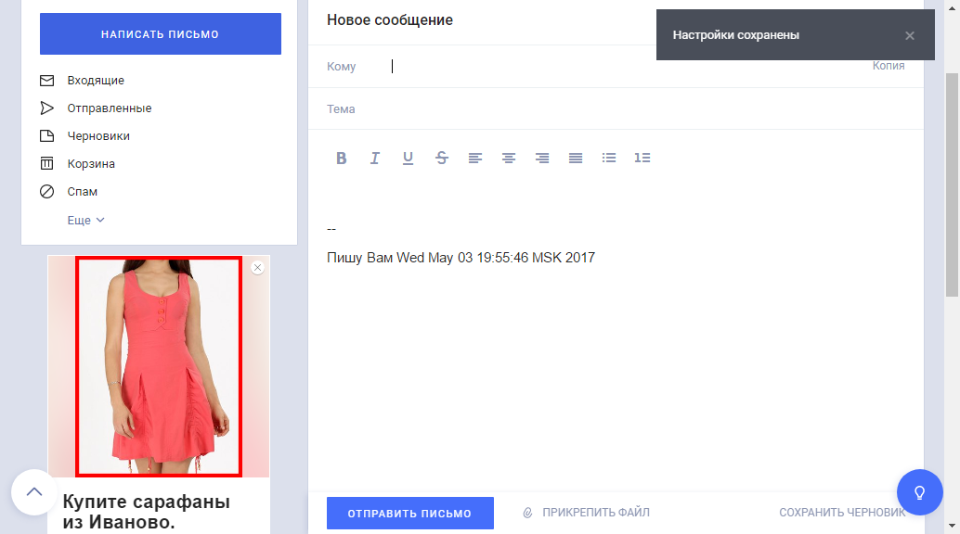 НАПИСАТЬ ПИСЬМО
Входящие
Отправленные
Черновики
Корзина
Спам
Еще
Купите сарафаны
из Иваново.
Новое сообщение
Настройки сохранены
Кому
Копия
Тема
B I U S
--
Пишу Вам Wed May 03 19:55:46 MSK 2017
ОТПРАВИТЬ ПИСЬМО ПРИКРЕПИТЬ ФАЙЛ СОХРАНИТЬ ЧЕРНОВИК